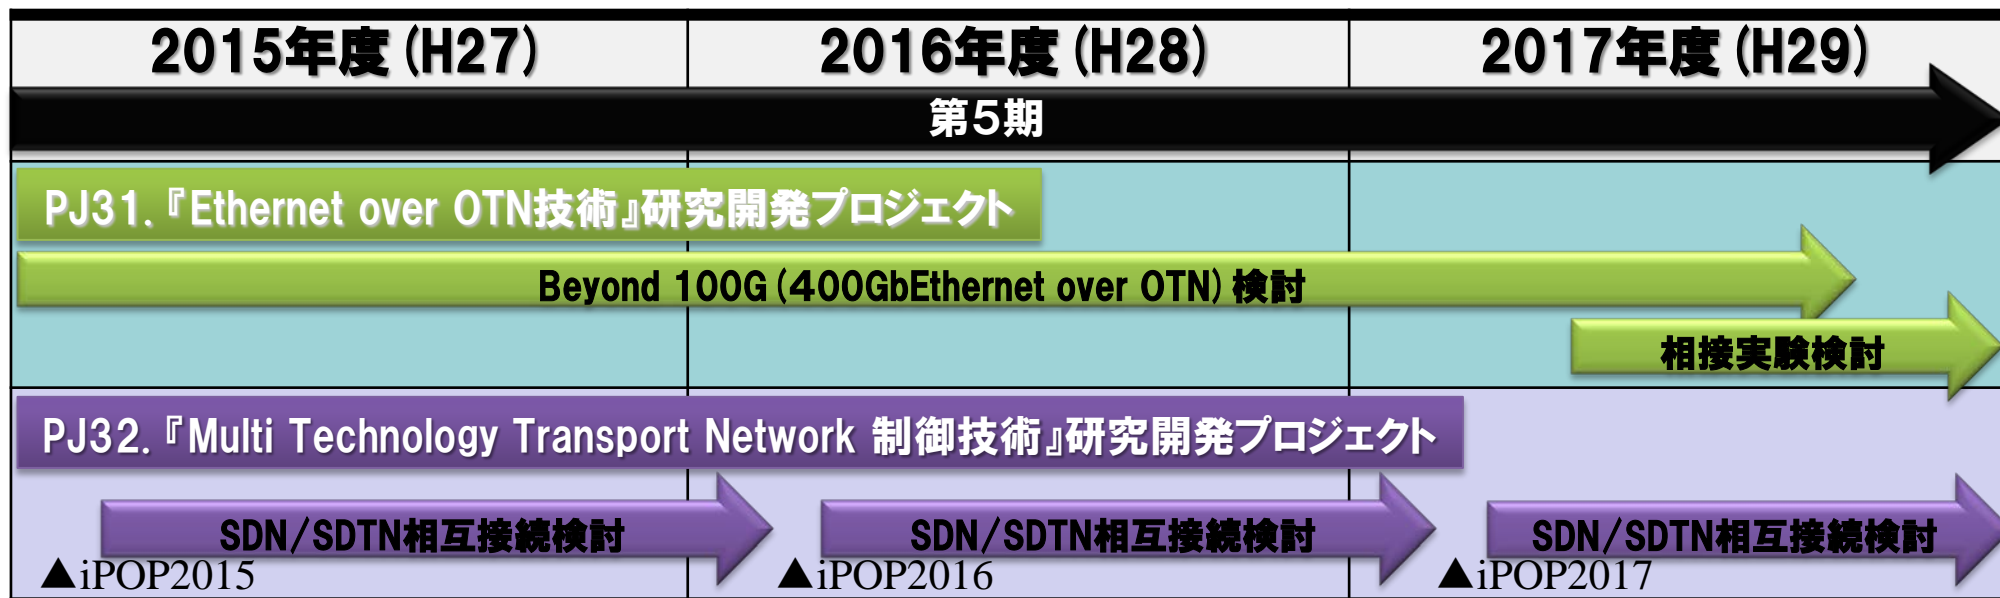 2015年度(H27) 2016年度(H28) 2017年度(H29)
第5期
PJ31.『Ethernet over OTN技術』研究開発プロジェクト
Beyond 100G(400GbEthernet over OTN)検討
相接実験検討
PJ32.『Multi Technology Transport Network 制御技術』研究開発プロジェクト
SDN/SDTN相互接続検討 SDN/SDTN相互接続検討 SDN/SDTN相互接続検討
▲iPOP2015 ▲iPOP2016 ▲iPOP2017